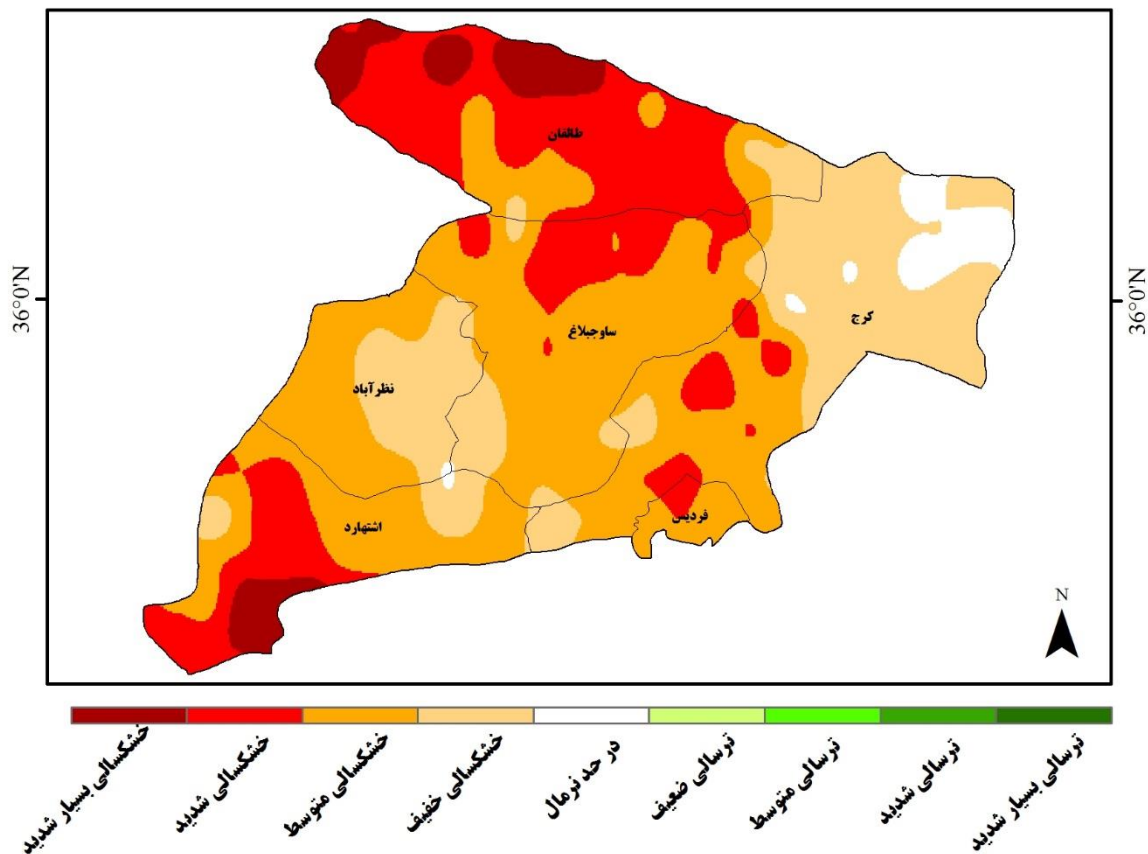 طالقان
36°0'N
36°0'N
کرج
ساوجبلاغ
نظرآباد
اشتهارد
فردیس
N
خشکسالی بسیار شدید
خشکسالی شدید
خشکسالی متوسط
خشکسالی خفیف
در حد نرمال
ترسالی ضعیف
ترسالی متوسط
ترسالی شدید
ترسالی بسیار شدید